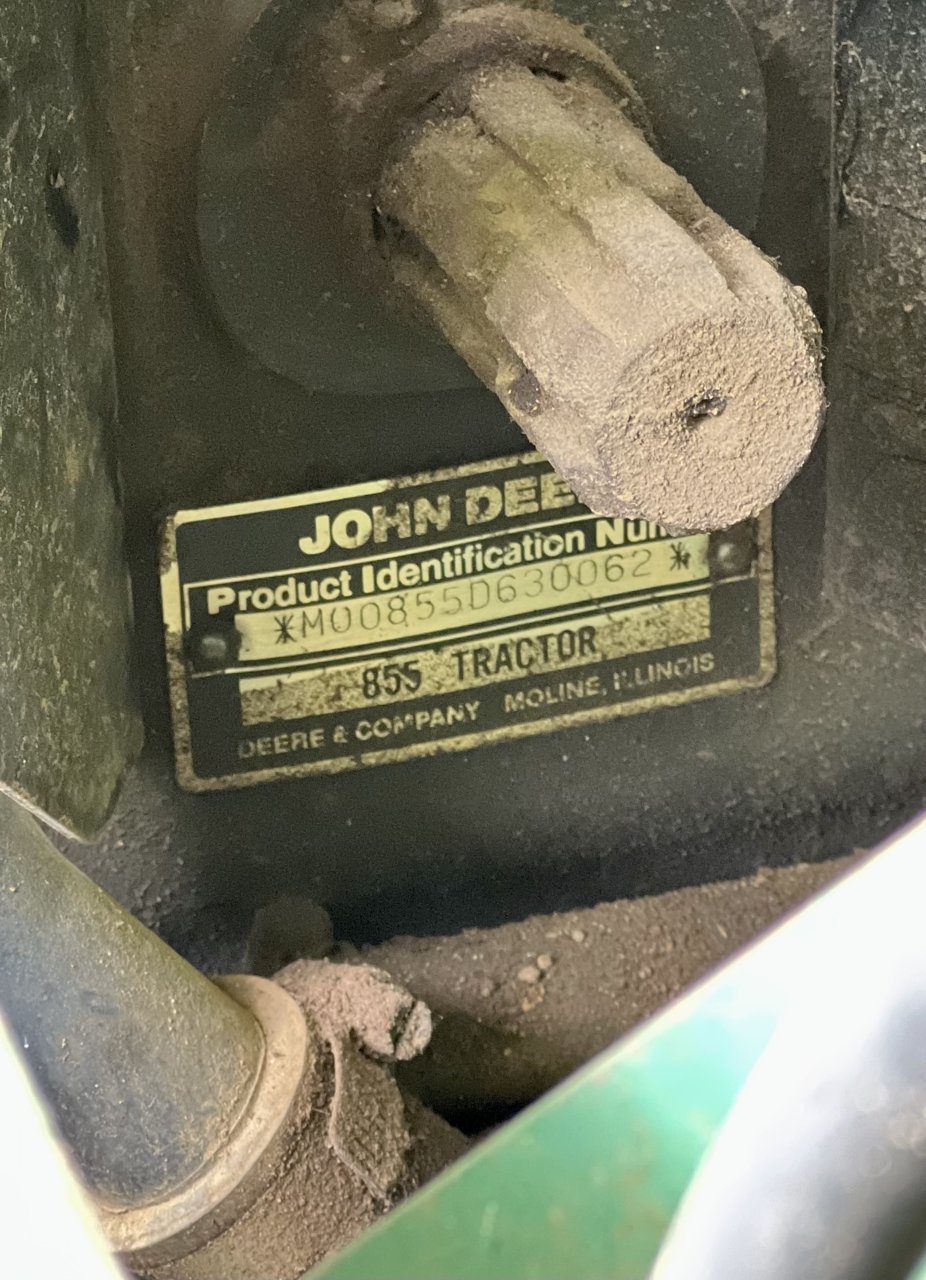 JOHN DEE
Product Identification Num
*M00855D630062*
855 TRACTOR
DEERE & COMPANY MOLINE, ILLINOIS